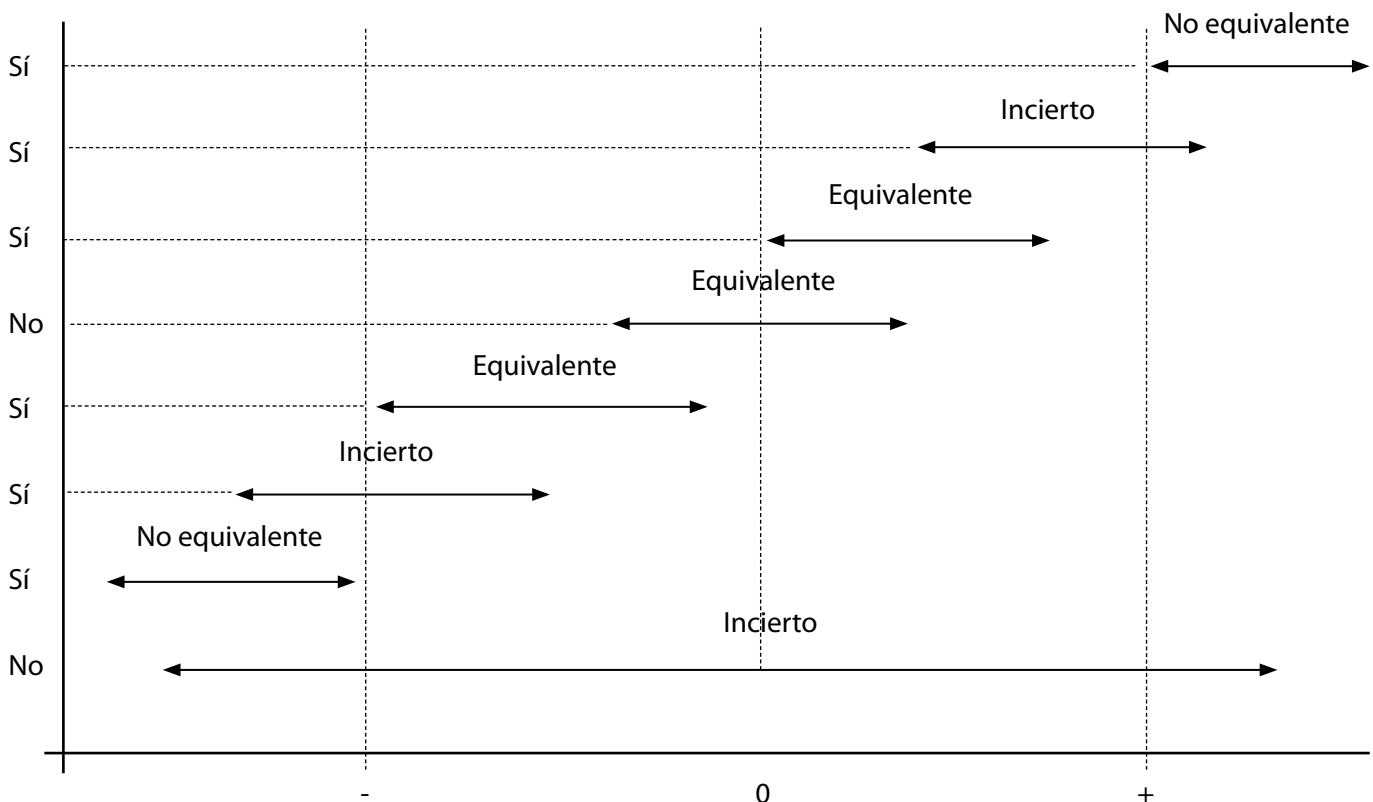 No equivalente
Sí
Incierto
Sí
Equivalente
Sí
Equivalente
No
Equivalente
Sí
Incierto
Sí
No equivalente
Sí
Incierto
No
- 0 +